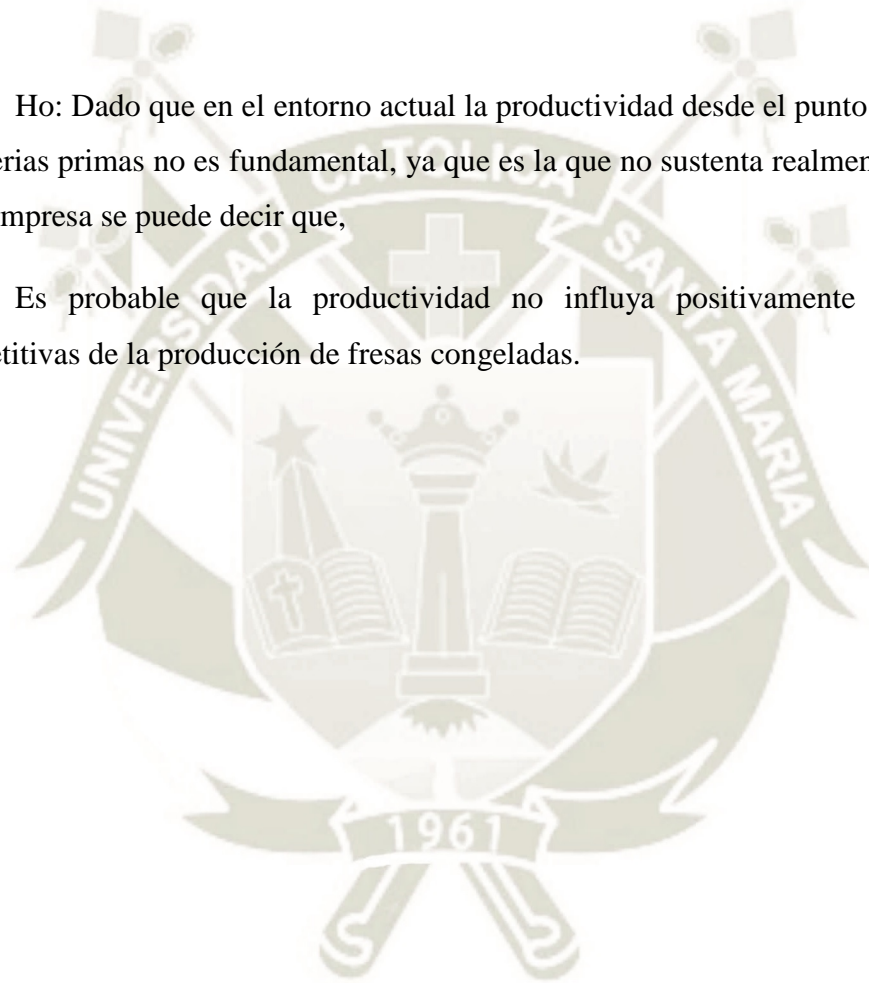 Ho: Dado que en el entorno actual la productividad desde el punto
erias primas no es fundamental, ya que es la que no sustenta realmen
mpresa se puede decir que,
Es probable que la productividad no influya positivamente
etitivas de la producción de fresas congeladas.
UNIVERSIDAD CATOLICA SANTA MARIA
1961